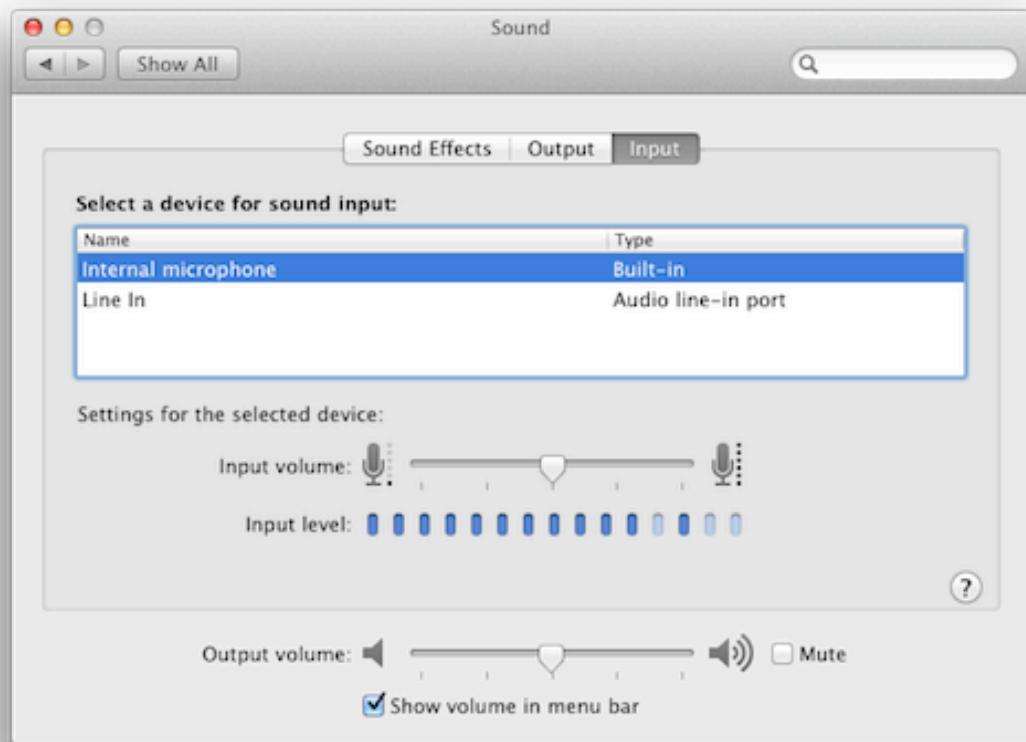 Sound
Show All
Sound Effects Output Input
Select a device for sound input:
Name Type
Internal microphone Built-in
Line In Audio line-in port
Settings for the selected device:
Input volume:
Input level:
?
Output volume: Mute
Show volume in menu bar